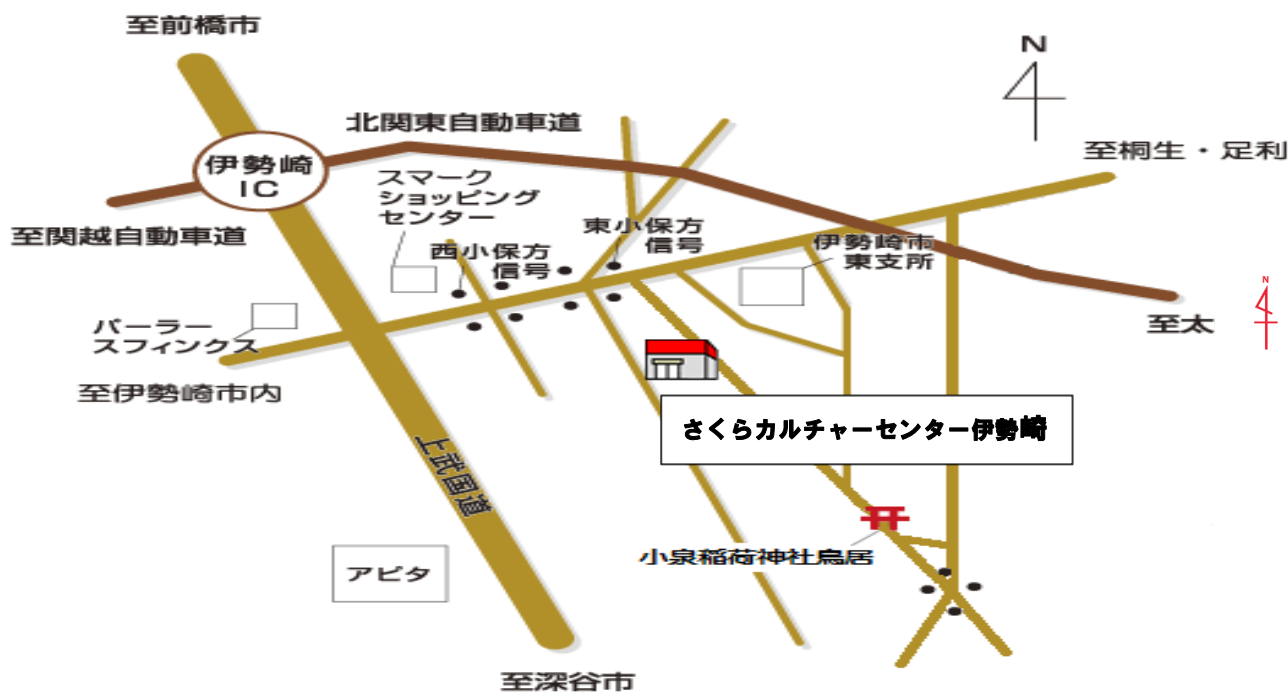 至前橋市
N
北関東自動車道
至桐生・足利
伊勢崎
IC
スマーク
ショッピング
センター
東小保方
信号
至関越自動車道
西小保方
信号
伊勢崎市
東支所
N
パーラー
スフィンクス
至太
至伊勢崎市内
さくらカルチャーセンター伊勢崎
上武国道
小泉稲荷神社鳥居
アピタ
至深谷市